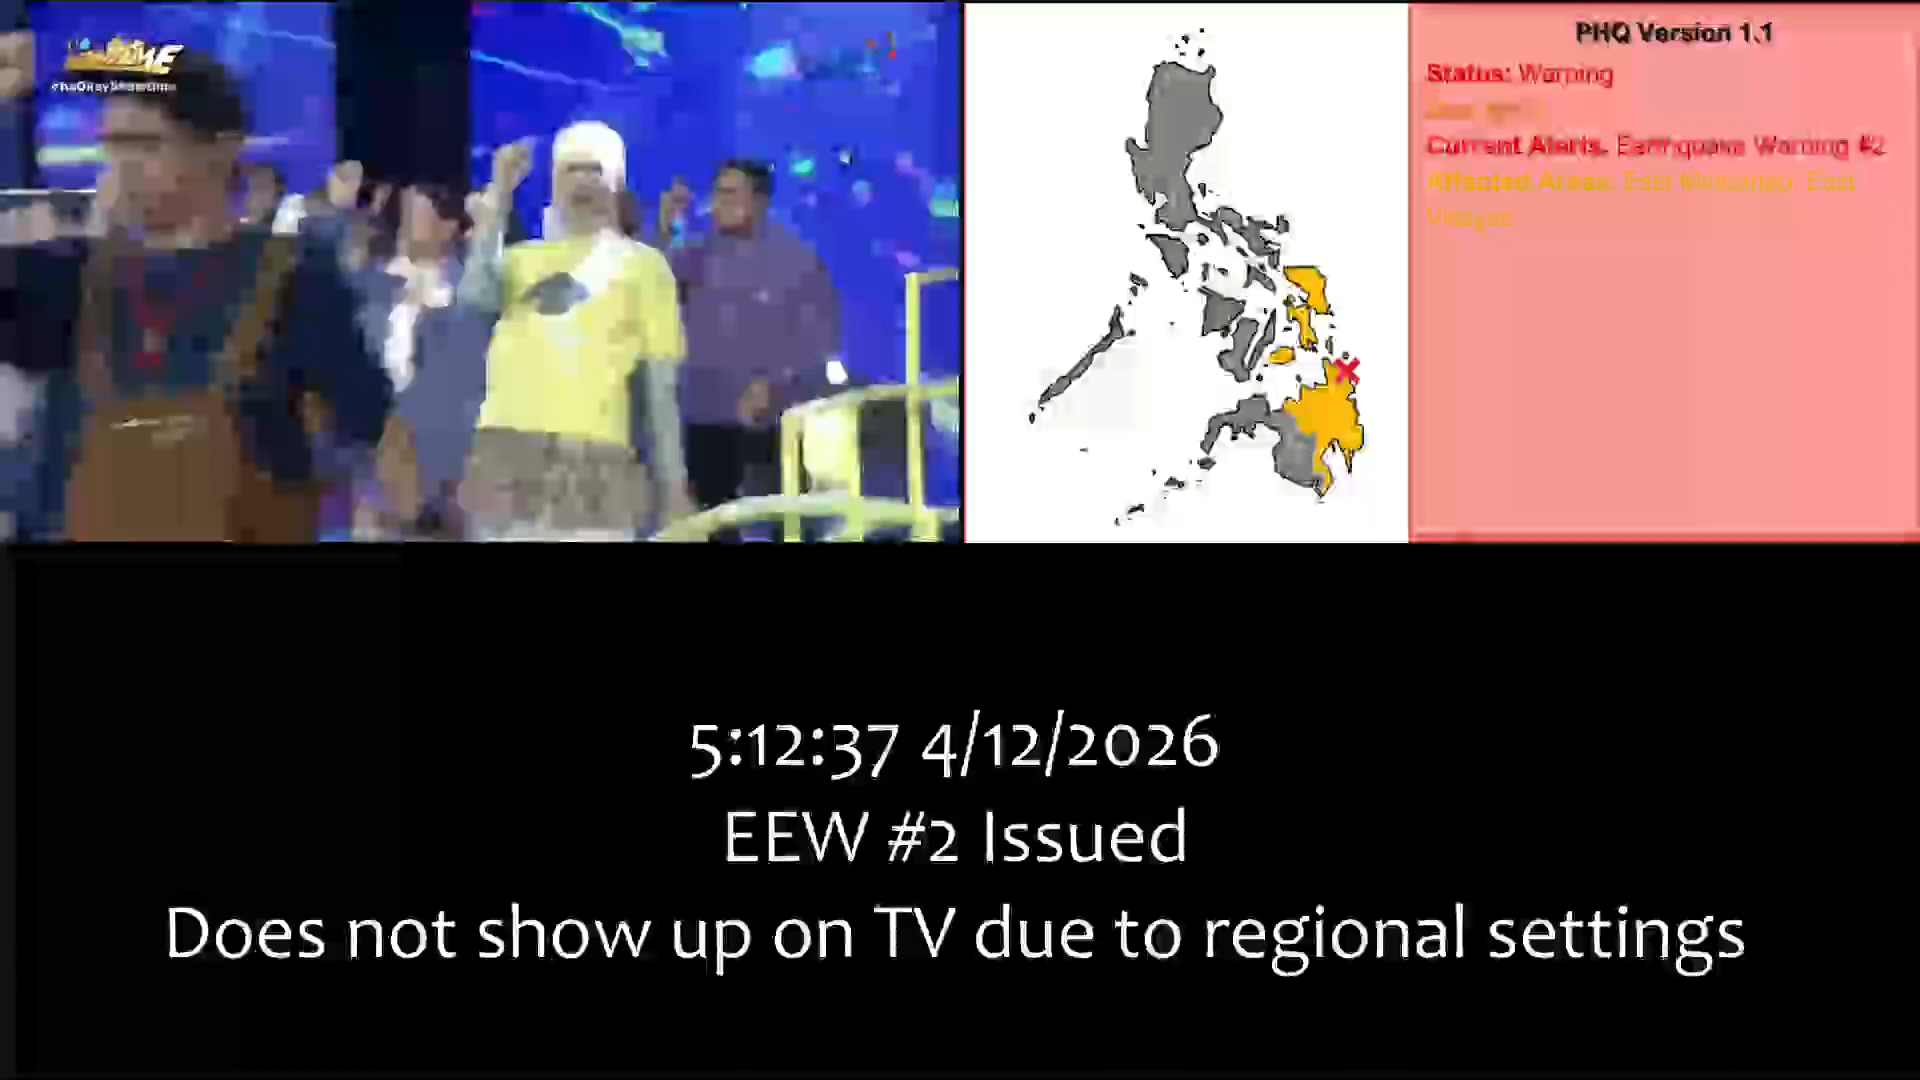 PHQ Version 1.1
Status: Warning
Current Alerts. Earthquake Warning #2
Affected Areas: East Mindanao, East
Visayas
5:12:37 4/12/2026
EEW #2 Issued
Does not show up on TV due to regional settings